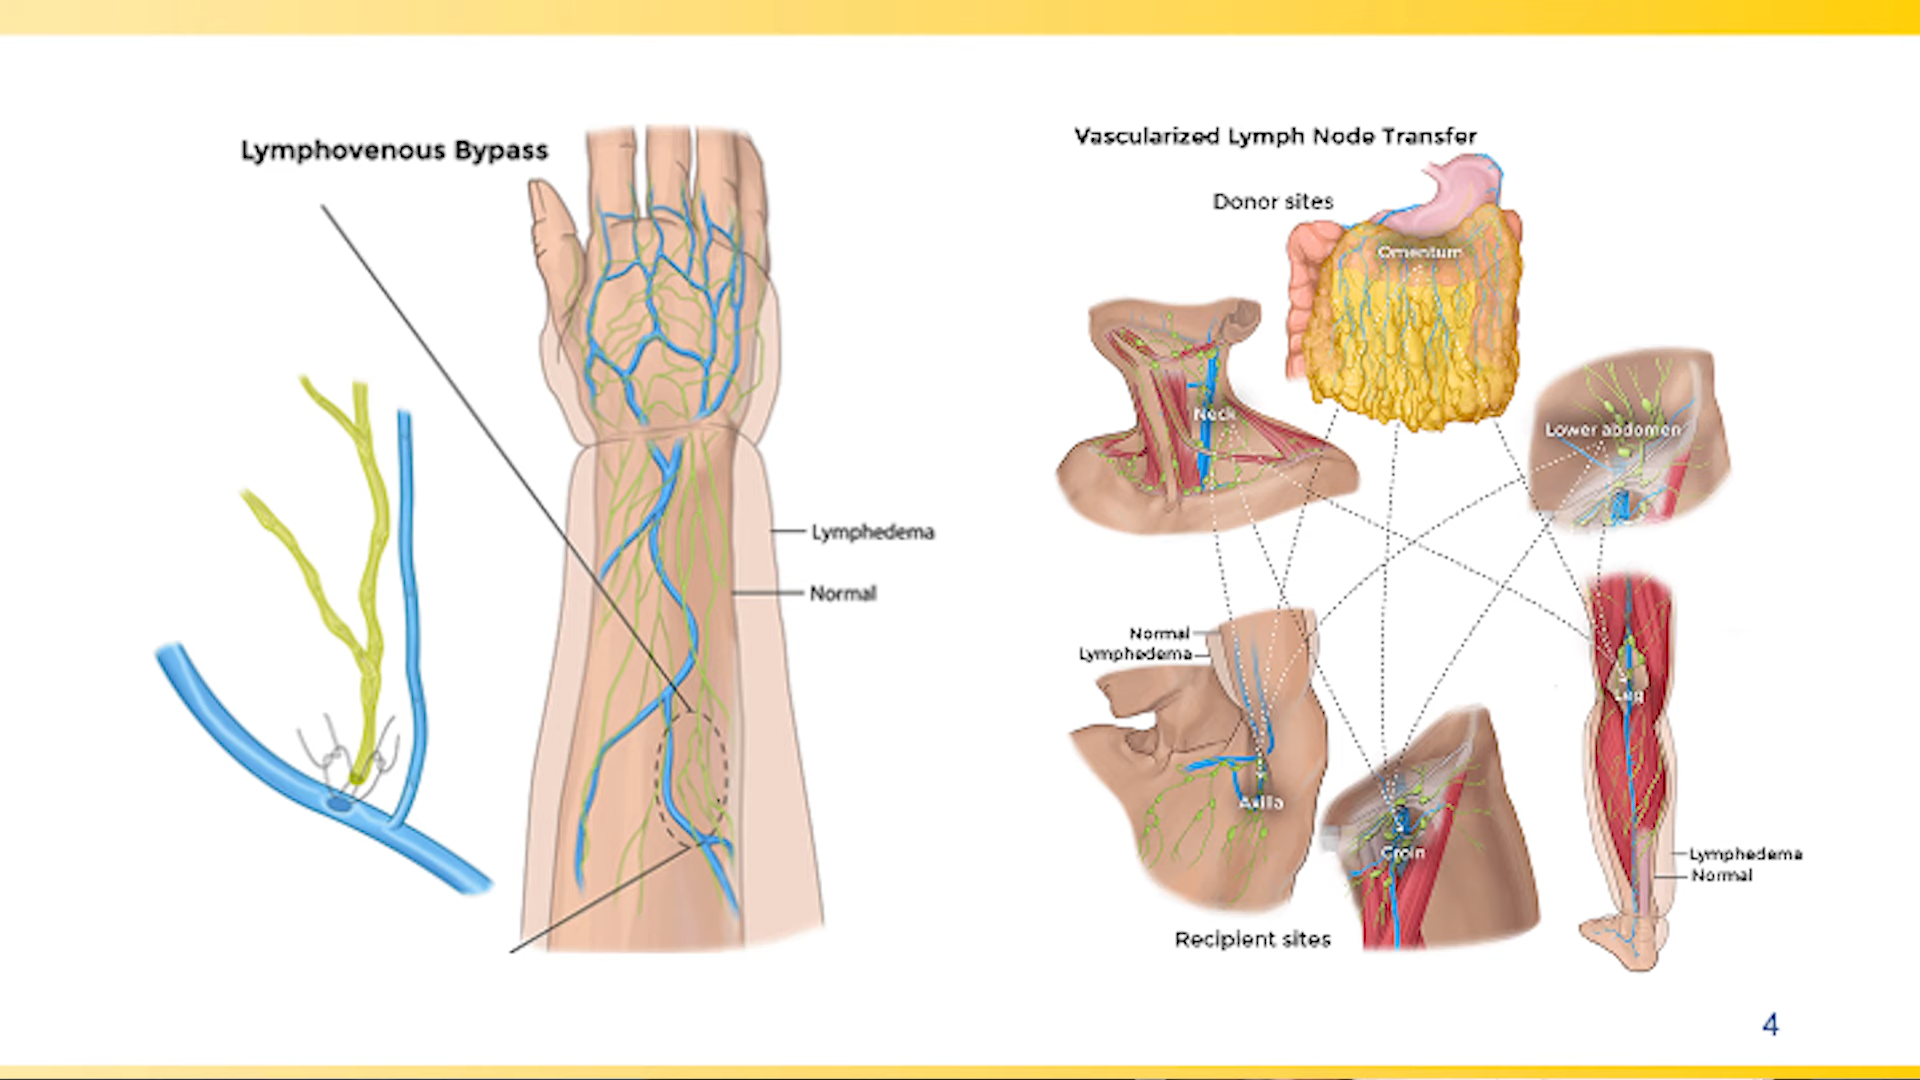 Lymphovenous Bypass
Lymphedema
Normal
Vascularized Lymph Node Transfer
Donor sites
Omentum
Neck
Lower abdomen
Normal
Lymphedema
Leg
Axilla
Groin
Lymphedema
Normal
Recipient sites
4